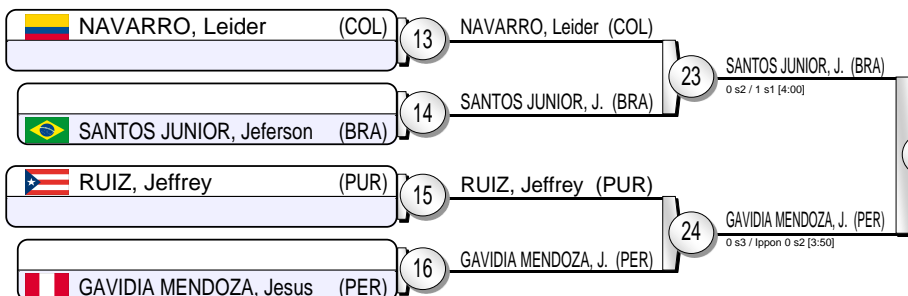 NAVARRO, Leider (COL)
13
NAVARRO, Leider (COL)
23
SANTOS JUNIOR, J. (BRA)
0 s2 / 1 s1 [4:00]
14
SANTOS JUNIOR, J. (BRA)
SANTOS JUNIOR, Jeferson (BRA)
RUIZ, Jeffrey (PUR)
15
RUIZ, Jeffrey (PUR)
24
GAVIDIA MENDOZA, J. (PER)
0 s3 / Ippon 0 s2 [3:50]
16
GAVIDIA MENDOZA, J. (PER)
GAVIDIA MENDOZA, Jesus (PER)